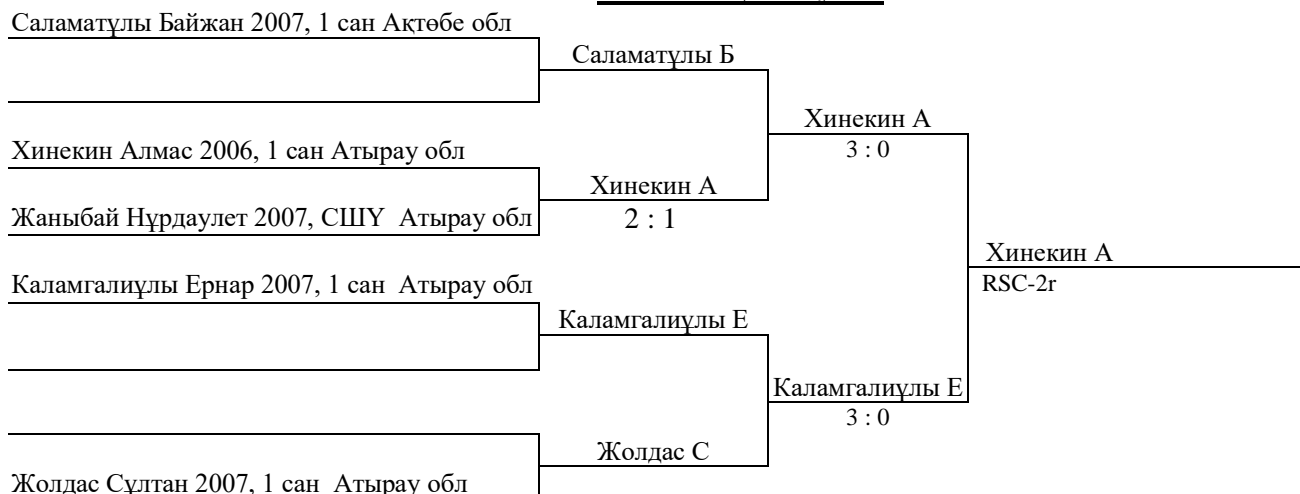 Саламатұлы Байжан 2007, 1 сан Ақтөбе обл
Саламатұлы Б
Хинекин А
3 : 0
Хинекин Алмас 2006, 1 сан Атырау обл
Хинекин А
2 : 1
Жаныбай Нұрдаулет 2007, СШҮ  Атырау обл
Хинекин А
RSC-2r
Каламгалиұлы Ернар 2007, 1 сан  Атырау обл
Каламгалиұлы Е
Каламгалиұлы Е
3 : 0
Жолдас С
Жолдас Сұлтан 2007, 1 сан  Атырау обл